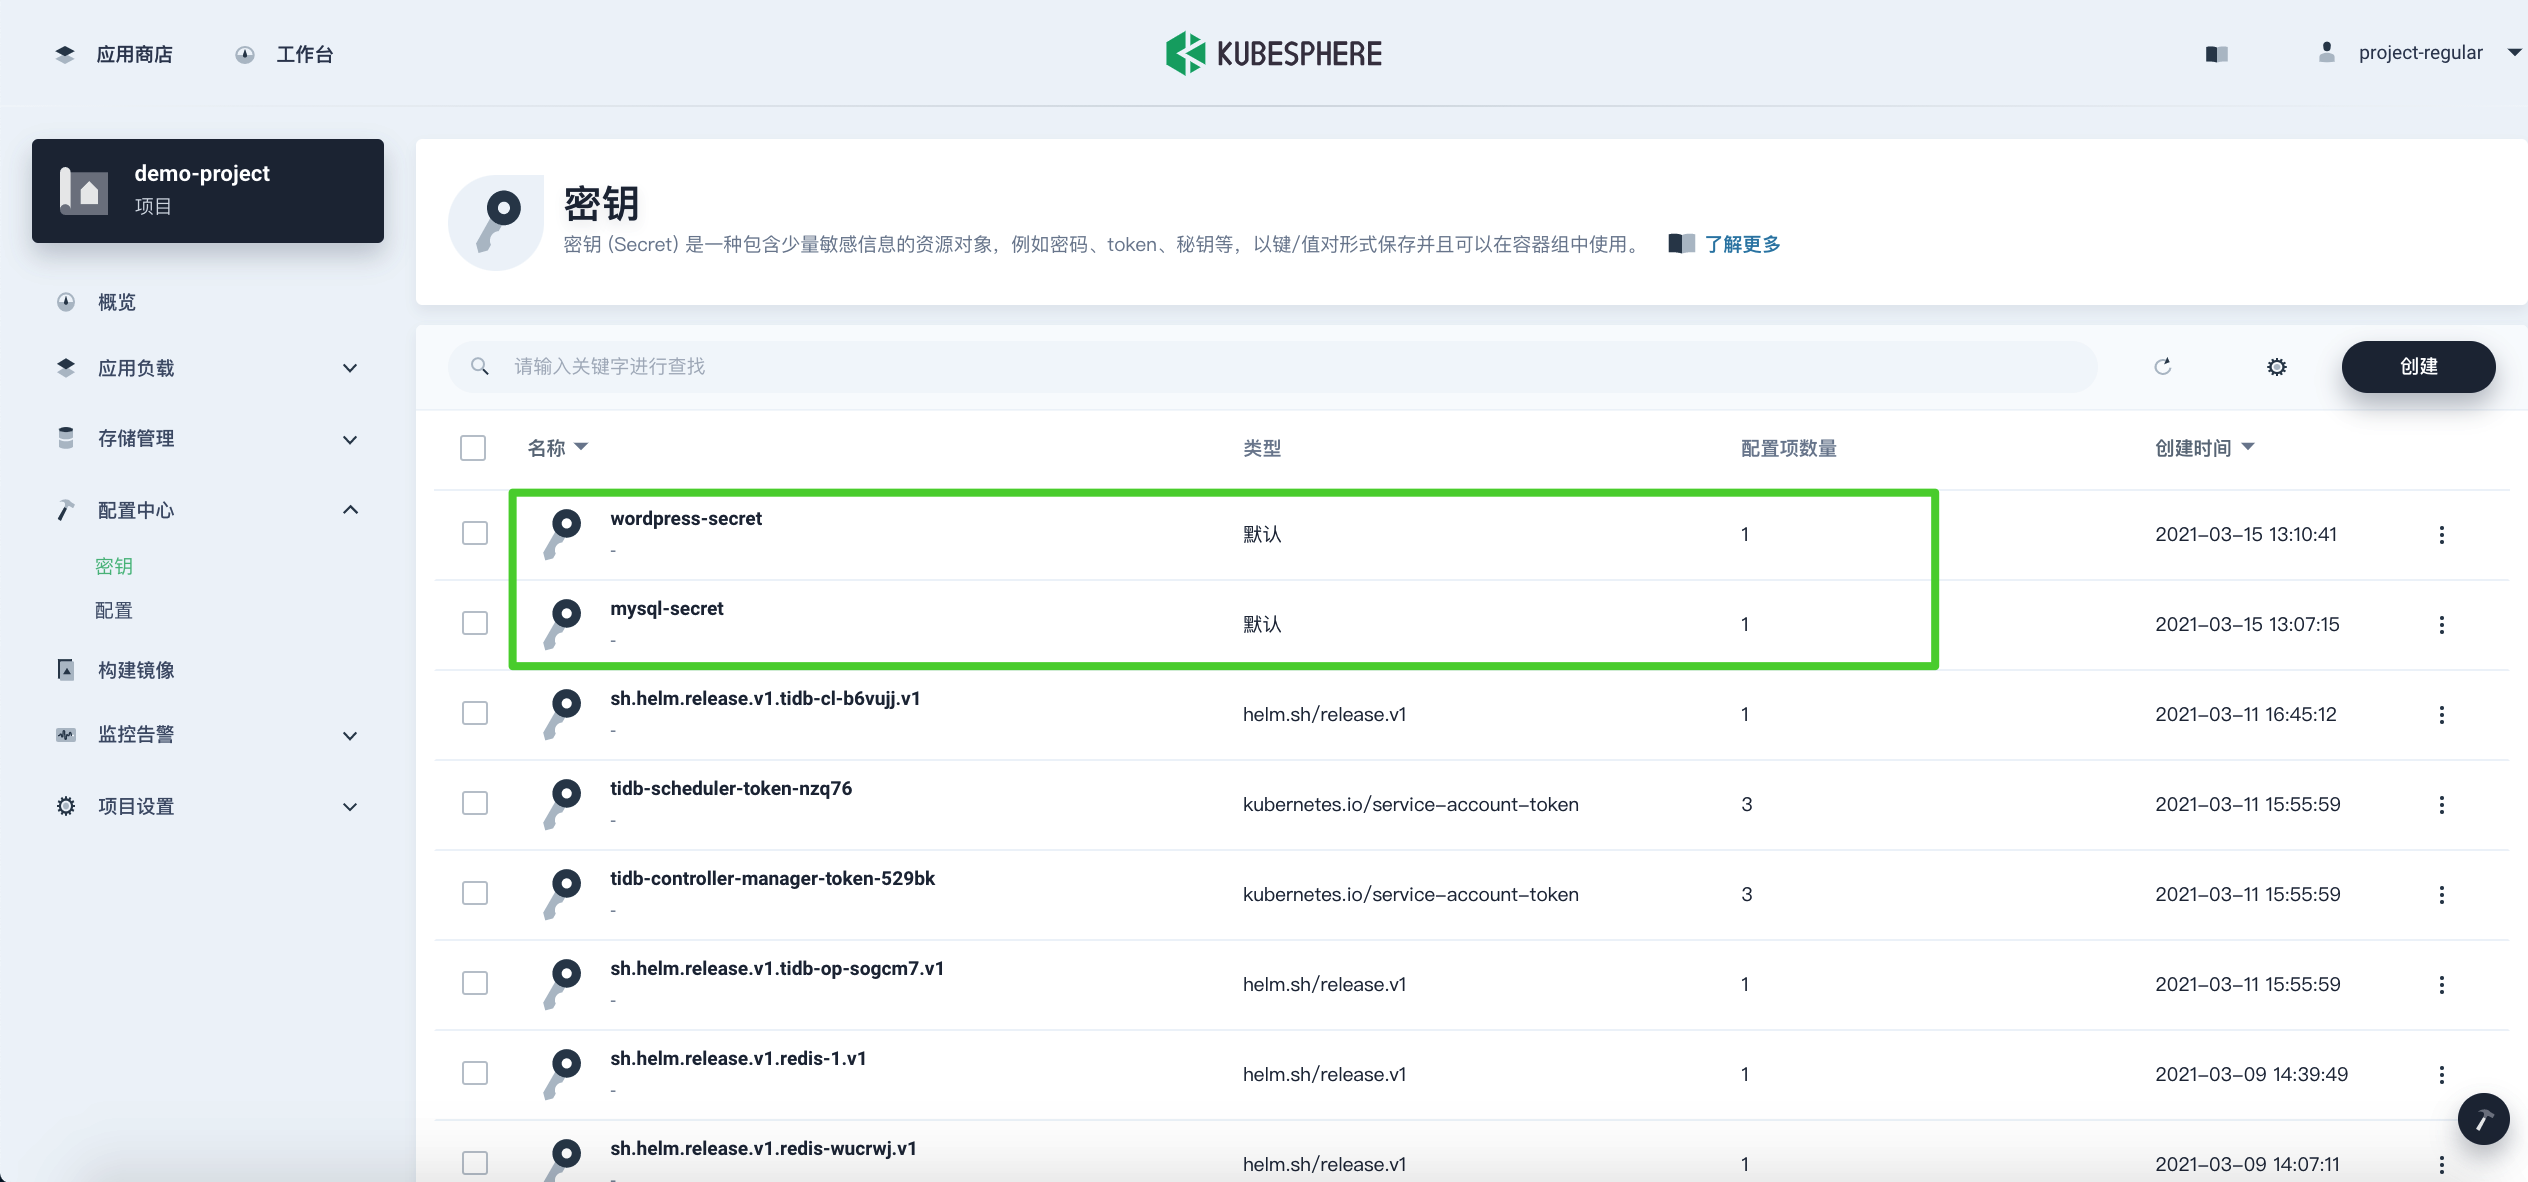 应用商店 工作台 KUBESPHERE project-regular
demo-project
项目
概览
应用负载
存储管理
配置中心
密钥
配置
构建镜像
监控告警
项目设置
密钥
密钥 (Secret) 是一种包含少量敏感信息的资源对象，例如密码、token、秘钥等，以键/值对形式保存并且可以在容器组中使用。 了解更多
请输入关键字进行查找 创建
名称 类型 配置项数量 创建时间
wordpress-secret
- 默认 1 2021-03-15 13:10:41
mysql-secret
- 默认 1 2021-03-15 13:07:15
sh.helm.release.v1.tidb-cl-b6vujj.v1
- helm.sh/release.v1 1 2021-03-11 16:45:12
tidb-scheduler-token-nzq76
- kubernetes.io/service-account-token 3 2021-03-11 15:55:59
tidb-controller-manager-token-529bk
- kubernetes.io/service-account-token 3 2021-03-11 15:55:59
sh.helm.release.v1.tidb-op-sogcm7.v1
- helm.sh/release.v1 1 2021-03-11 15:55:59
sh.helm.release.v1.redis-1.v1
- helm.sh/release.v1 1 2021-03-09 14:39:49
sh.helm.release.v1.redis-wucrwj.v1
- helm.sh/release.v1 1 2021-03-09 14:07:11